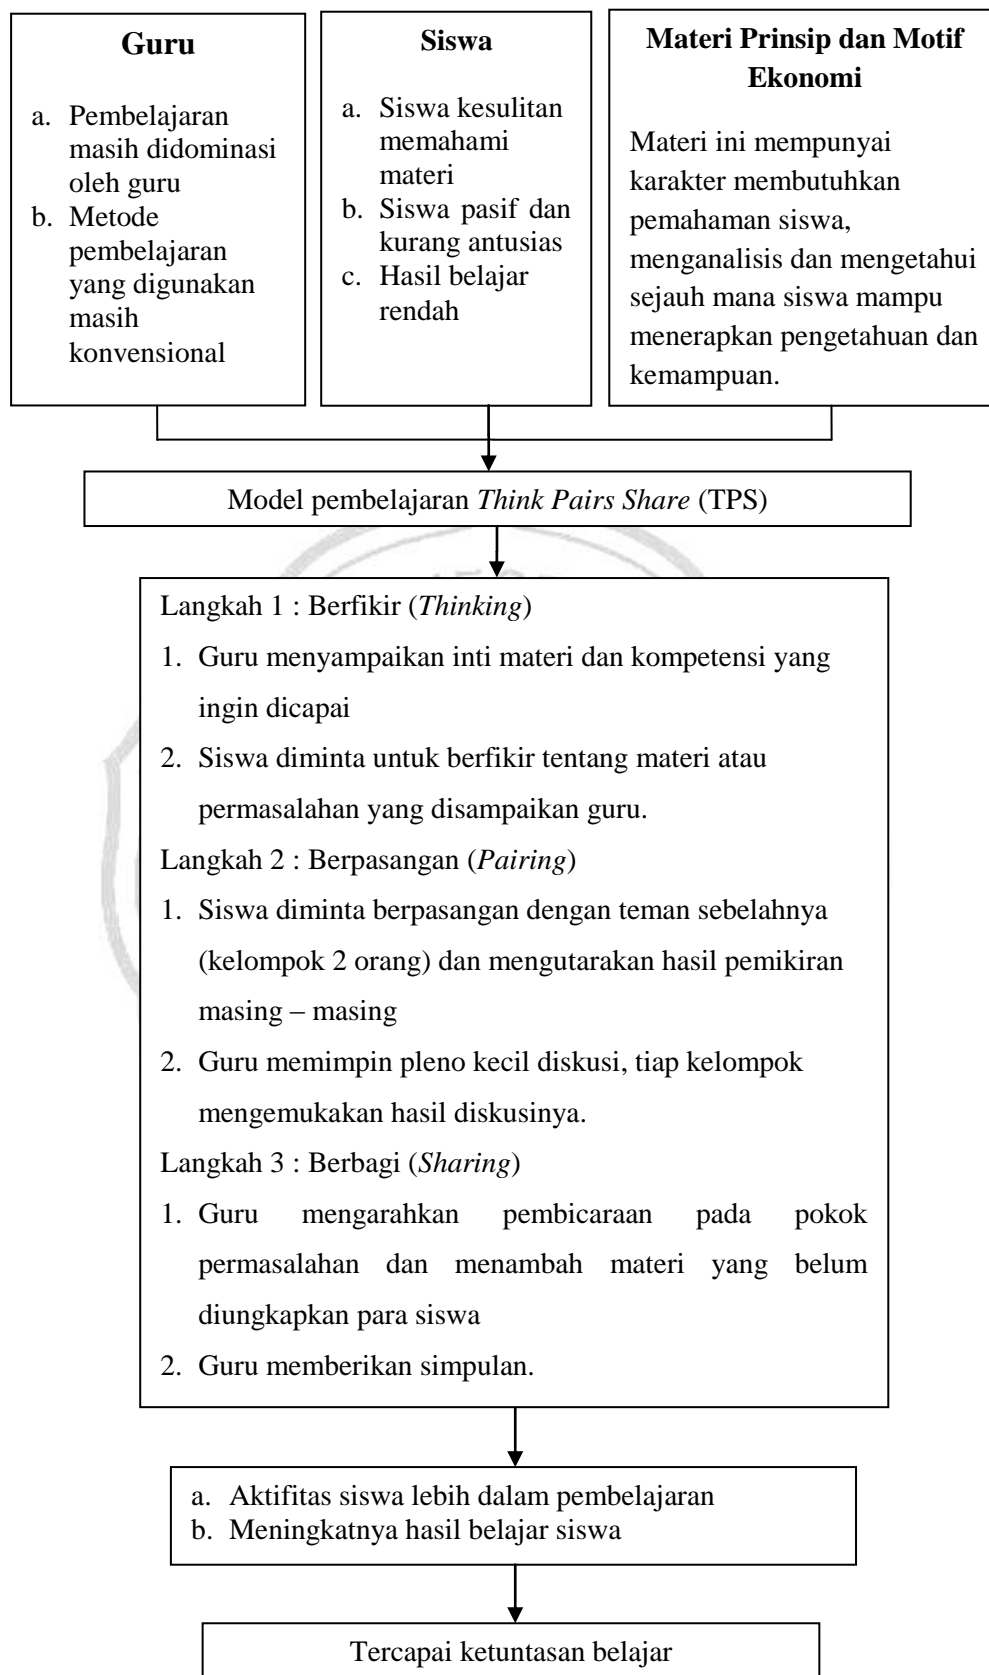 Guru
a. Pembelajaran
masih didominasi
oleh guru
b. Metode
pembelajaran
yang digunakan
masih
konvensional
Siswa
a. Siswa kesulitan
memahami
materi
b. Siswa pasif dan
kurang antusias
c. Hasil belajar
rendah
Materi Prinsip dan Motif
Ekonomi
Materi ini mempunyai
karakter membutuhkan
pemahaman siswa,
menganalisis dan mengetahui
sejauh mana siswa mampu
menerapkan pengetahuan dan
kemampuan.
Model pembelajaran Think Pairs Share (TPS)
Langkah 1 : Berfikir (Thinking)
1. Guru menyampaikan inti materi dan kompetensi yang
ingin dicapai
2. Siswa diminta untuk berfikir tentang materi atau
permasalahan yang disampaikan guru.
Langkah 2 : Berpasangan (Pairing)
1. Siswa diminta berpasangan dengan teman sebelahnya
(kelompok 2 orang) dan mengutarakan hasil pemikiran
masing – masing
2. Guru memimpin pleno kecil diskusi, tiap kelompok
mengemukakan hasil diskusinya.
Langkah 3 : Berbagi (Sharing)
1. Guru mengarahkan pembicaraan pada pokok
permasalahan dan menambah materi yang belum
diungkapkan para siswa
2. Guru memberikan simpulan.
a. Aktifitas siswa lebih dalam pembelajaran
b. Meningkatnya hasil belajar siswa
Tercapai ketuntasan belajar